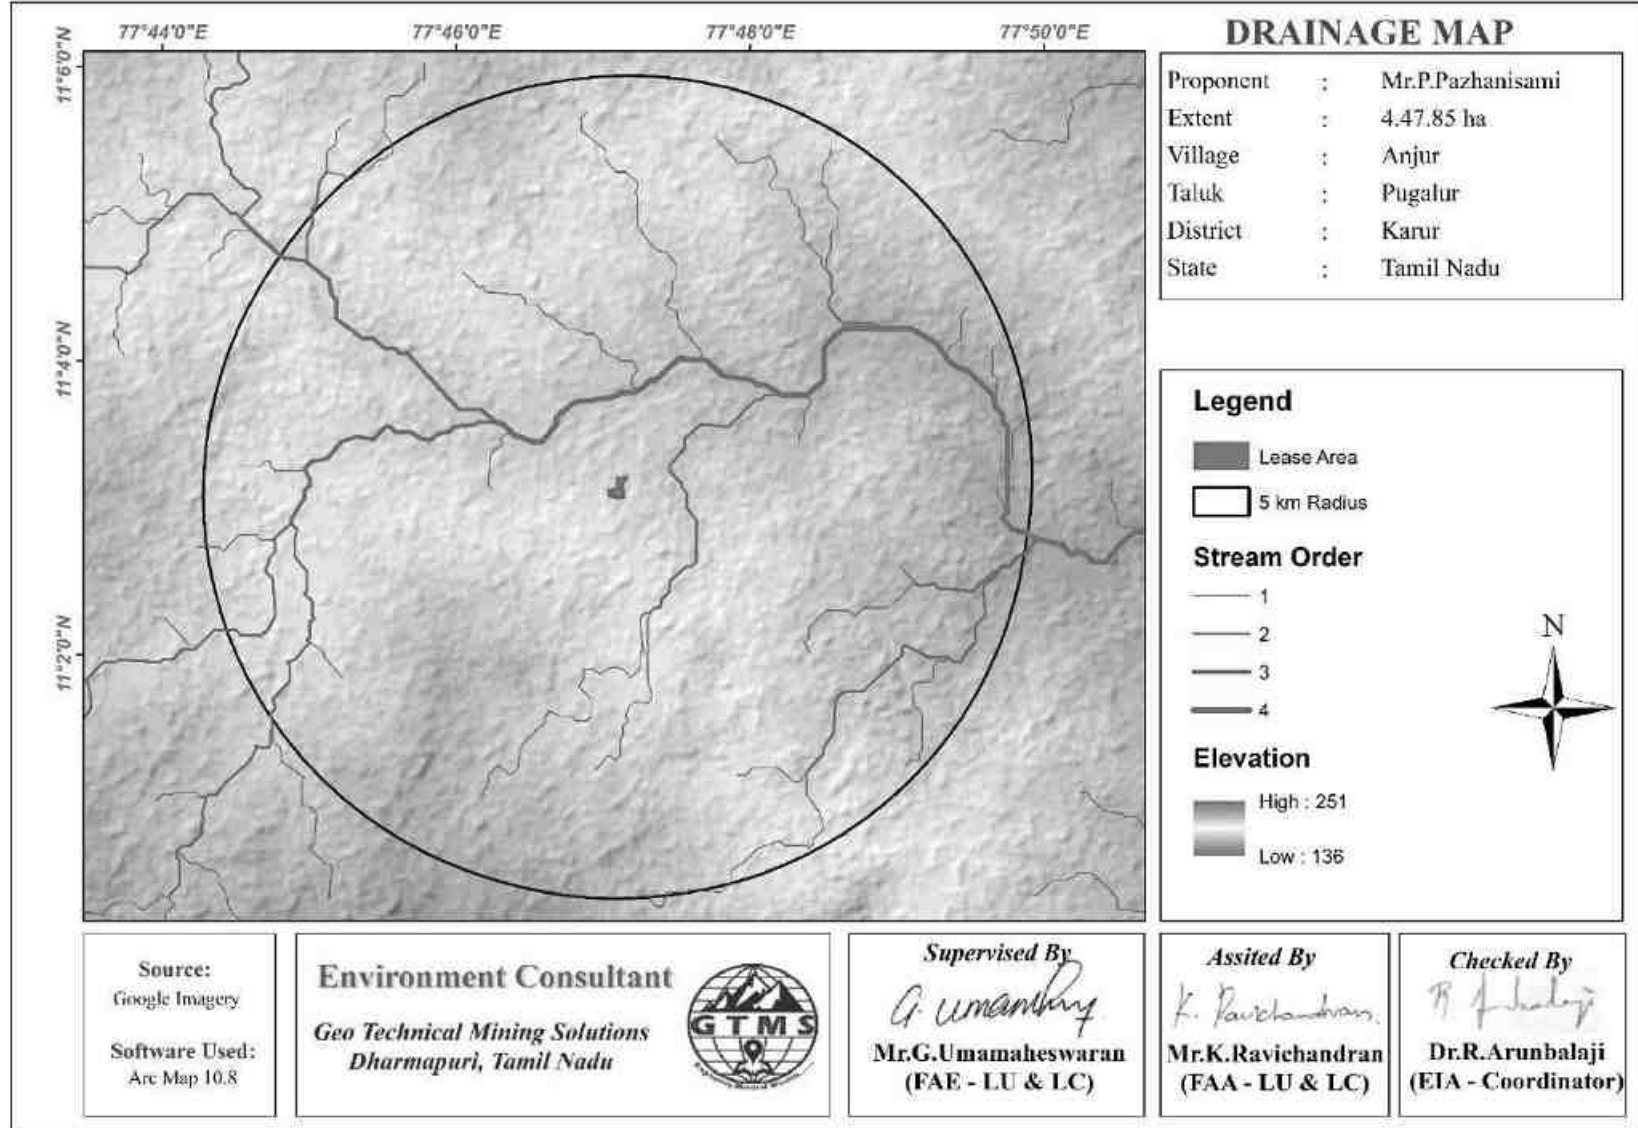 77°44'0"E 77°46'0"E 77°48'0"E 77°50'0"E
11°6'0"N
11°4'0"N
11°2'0"N
DRAINAGE MAP
Proponent : Mr.P.Pazhanisami
Extent : 4.47.85 ha
Village : Anjur
Taluk : Pugalur
District : Karur
State : Tamil Nadu
Legend
Lease Area
5 km Radius
Stream Order
1
2
3
4
N
Elevation
High : 251
Low : 136
Source:
Google Imagery
Software Used:
Arc Map 10.8
Environment Consultant
Geo Technical Mining Solutions
Dharmapuri, Tamil Nadu
GTMS
Supervised By
Mr.G.Umamaheswaran
(FAE - LU & LC)
Assited By
K. Ravichandran
Mr.K.Ravichandran
(FAA - LU & LC)
Checked By
Dr.R.Arunbalaji
(EIA - Coordinator)